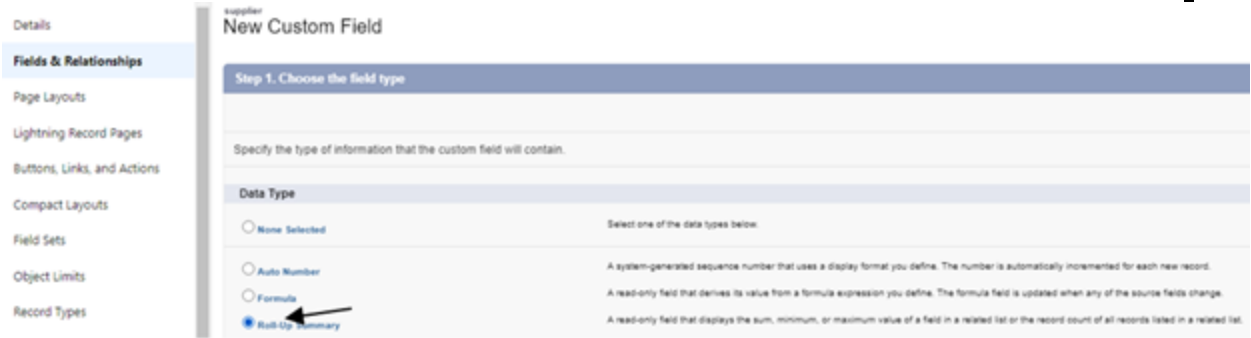 Details
Fields & Relationships
Page Layouts
Lightning Record Pages
Buttons, Links, and Actions
Compact Layouts
Field Sets
Object Limits
Record Types
supplier
New Custom Field
Step 1. Choose the field type
Specify the type of information that the custom field will contain.
Data Type
None Selected
Select one of the data types below.
Auto Number
A system-generated sequence number that uses a display format you define. The number is automatically incremented for each new record.
Formula
A read-only field that derives its value from a formula expression you define. The formula field is updated when any of the source fields change.
Roll-Up Summary
A read-only field that displays the sum, minimum, or maximum value of a field in a related list or the record count of all records listed in a related list.